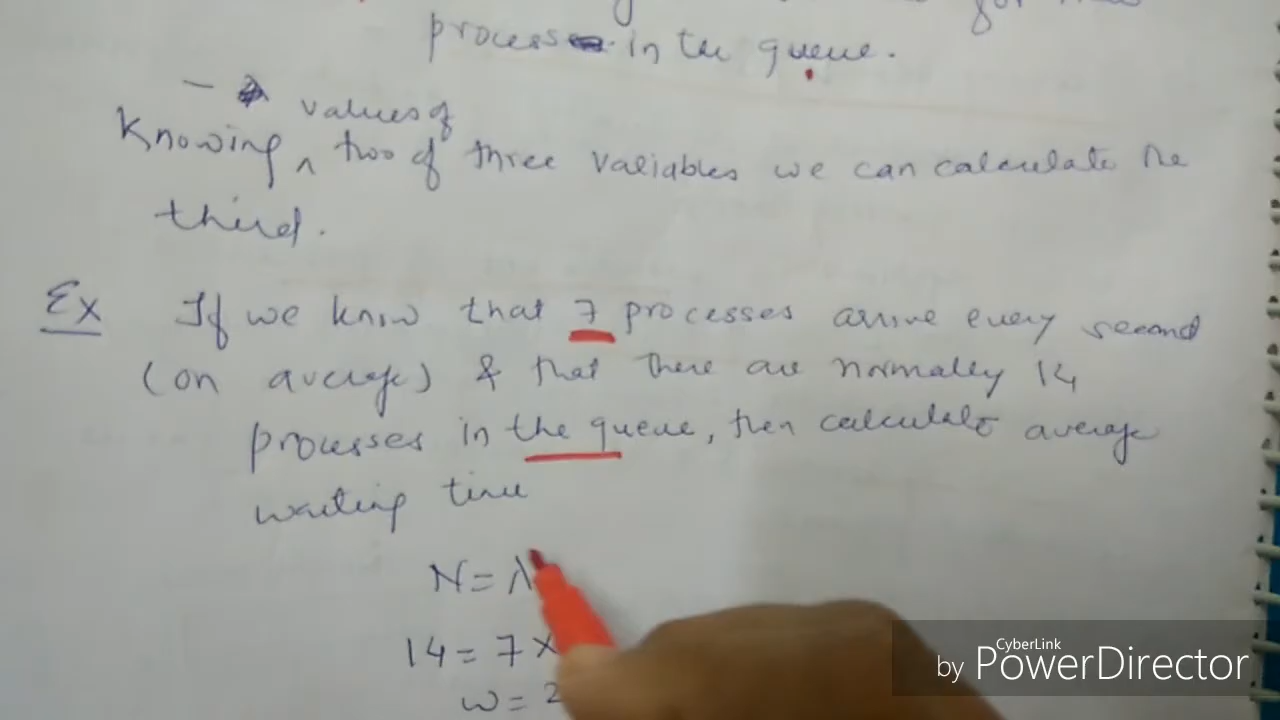 process in the queue.
- values of
Knowing ^ two of three variables we can calculate the
third.
Ex If we know that 7 processes arrive every second
(on average) & that there are normally 14
processes in the queue, then calculate average
waiting time
N = λ
14 = 7 ×
w = 2
CyberLink
by PowerDirector